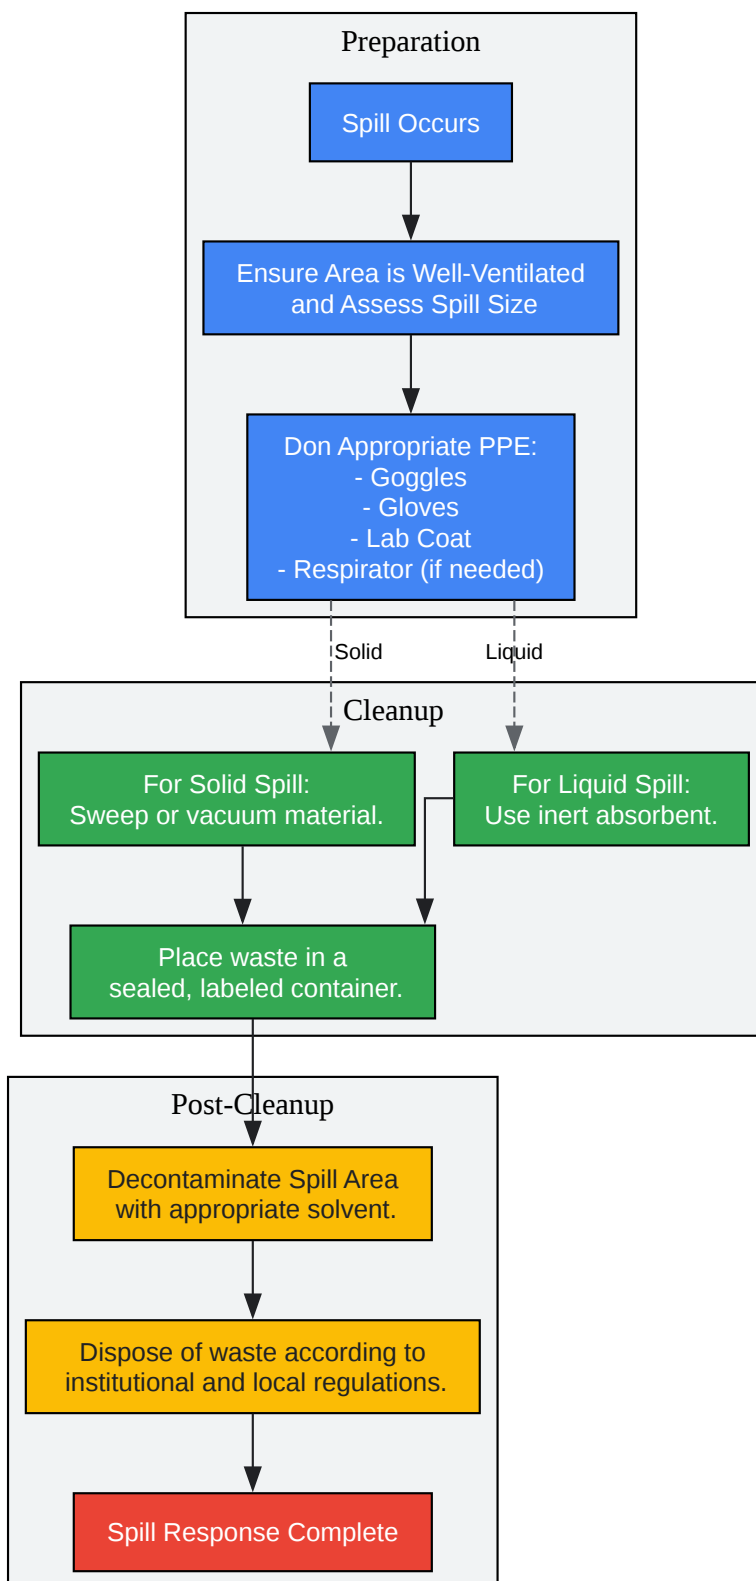 Preparation
Spill Occurs
Ensure Area is Well-Ventilated
and Assess Spill Size
Don Appropriate PPE:
- Goggles
- Gloves
- Lab Coat
- Respirator (if needed)
Solid
Liquid
Cleanup
For Solid Spill:
Sweep or vacuum material.
For Liquid Spill:
Use inert absorbent.
Place waste in a
sealed, labeled container.
Post-Cleanup
Decontaminate Spill Area
with appropriate solvent.
Dispose of waste according to
institutional and local regulations.
Spill Response Complete